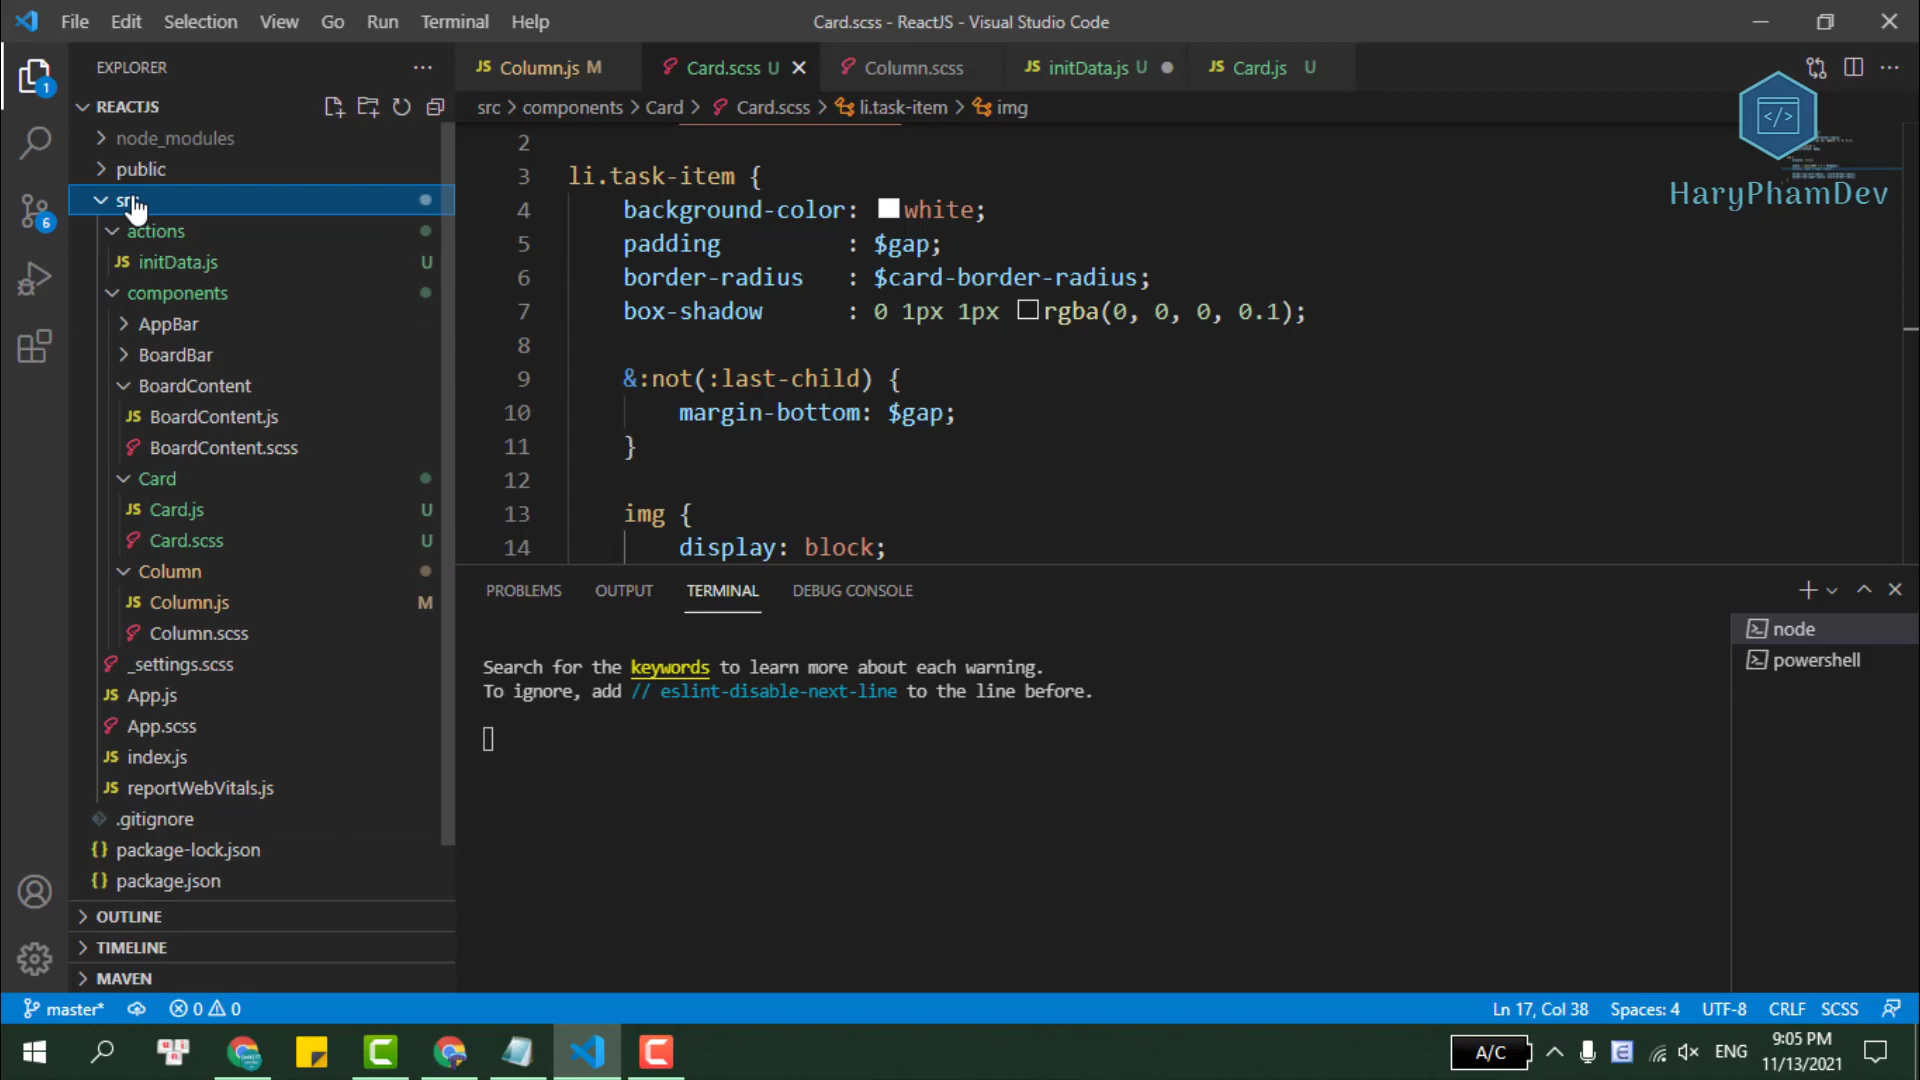 File Edit Selection View Go Run Terminal Help
Card.scss - ReactJS - Visual Studio Code
EXPLORER
REACTJS
node_modules
public
actions
initData.js U
components
AppBar
BoardBar
BoardContent
BoardContent.js
BoardContent.scss
Card
Card.js U
Card.scss U
Column
Column.js M
Column.scss
_settings.scss
App.js
App.scss
index.js
reportWebVitals.js
.gitignore
package-lock.json
package.json
OUTLINE
TIMELINE
MAVEN
1
6
JS Column.js M Card.scss U Column.scss JS initData.js U JS Card.js U
src > components > Card > Card.scss > li.task-item > img
2
3 li.task-item {
4 background-color: white;
5 padding : $gap;
6 border-radius : $card-border-radius;
7 box-shadow : 0 1px 1px rgba(0, 0, 0, 0.1);
8
9 &:not(:last-child) {
10 margin-bottom: $gap;
11 }
12
13 img {
14 display: block;
</>
HaryPhamDev
PROBLEMS OUTPUT TERMINAL DEBUG CONSOLE
Search for the keywords to learn more about each warning.
To ignore, add // eslint-disable-next-line to the line before.
node
powershell
master* 0 0
Ln 17, Col 38 Spaces: 4 UTF-8 CRLF SCSS
A/C
ENG
9:05 PM
11/13/2021